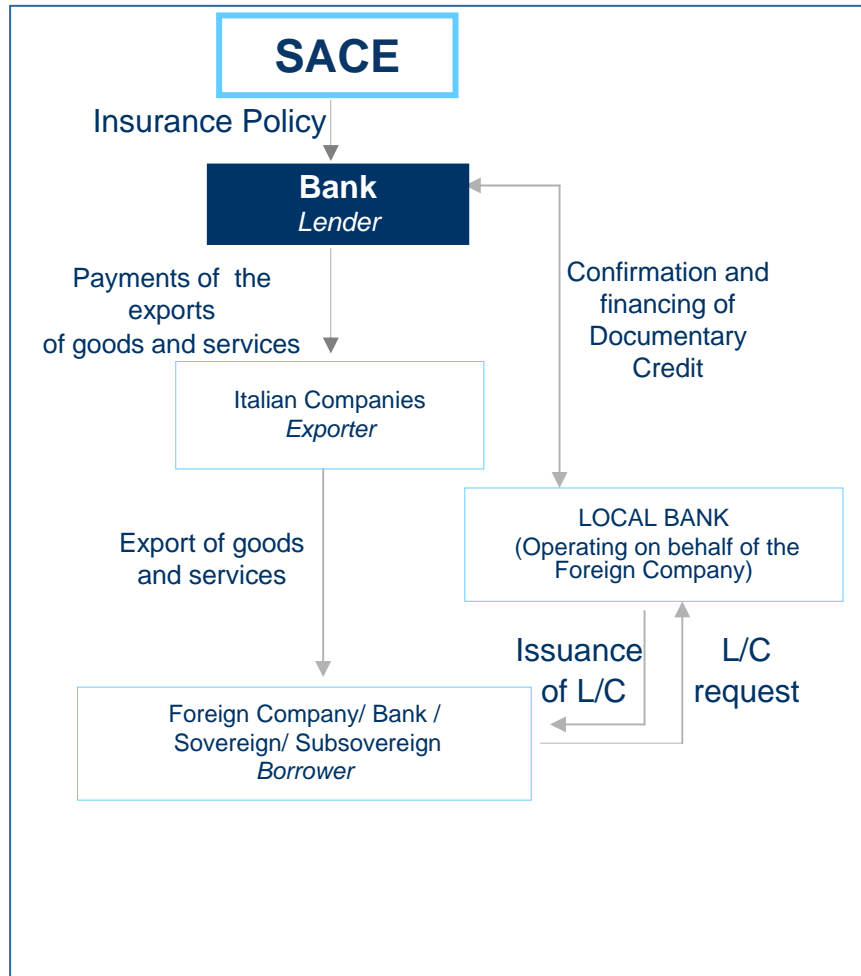 SACE
Insurance Policy
Bank
Lender
Payments of the
exports
of goods and services
Confirmation and
financing of
Documentary
Credit
Italian Companies
Exporter
LOCAL BANK
(Operating on behalf of the
Foreign Company)
Export of goods
and services
Issuance
of L/C
L/C
request
Foreign Company/ Bank /
Sovereign/ Subsovereign
Borrower